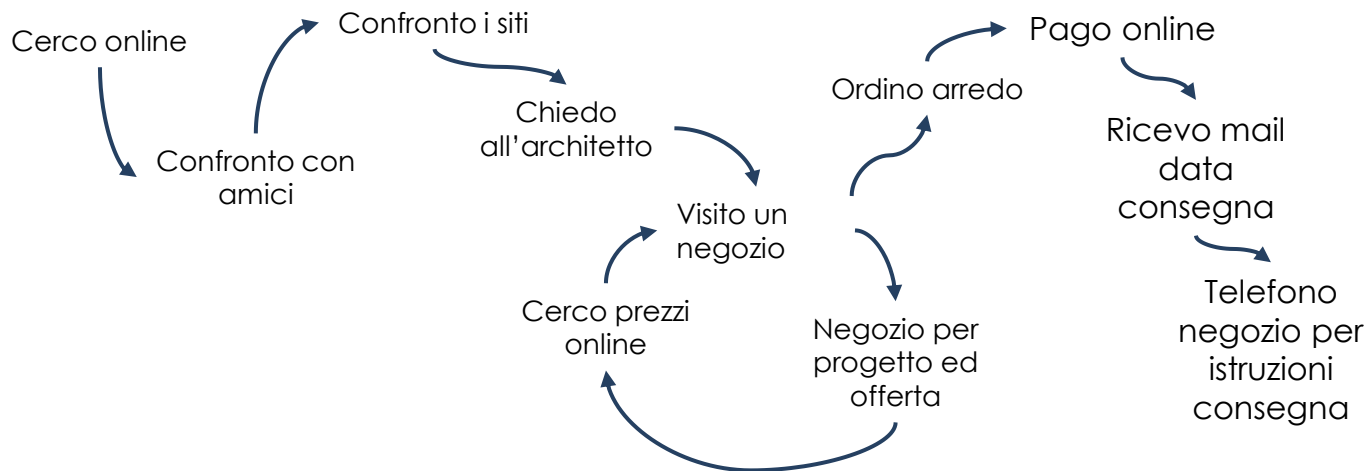 Cerco online
Confronto con
amici
Confronto i siti
Chiedo
all’architetto
Visito un
negozio
Negozio per
progetto ed
offerta
Cerco prezzi
online
Ordino arredo
Pago online
Ricevo mail
data
consegna
Telefono
negozio per
istruzioni
consegna